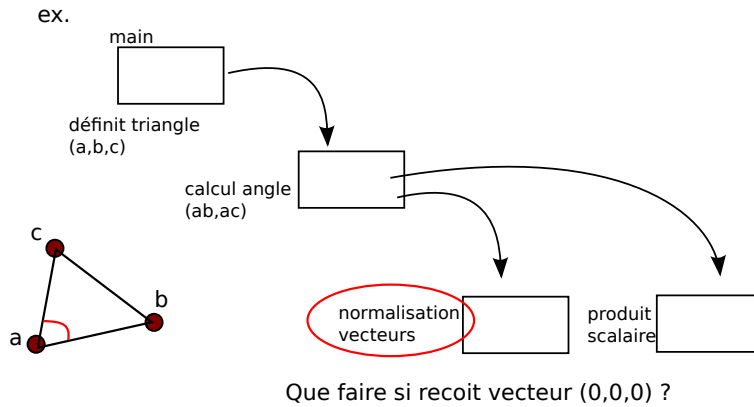 ex.
main
définit triangle
(a,b,c)
calcul angle
(ab,ac)
c
b
a
normalisation
vecteurs
produit
scalaire
Que faire si recoit vecteur (0,0,0) ?